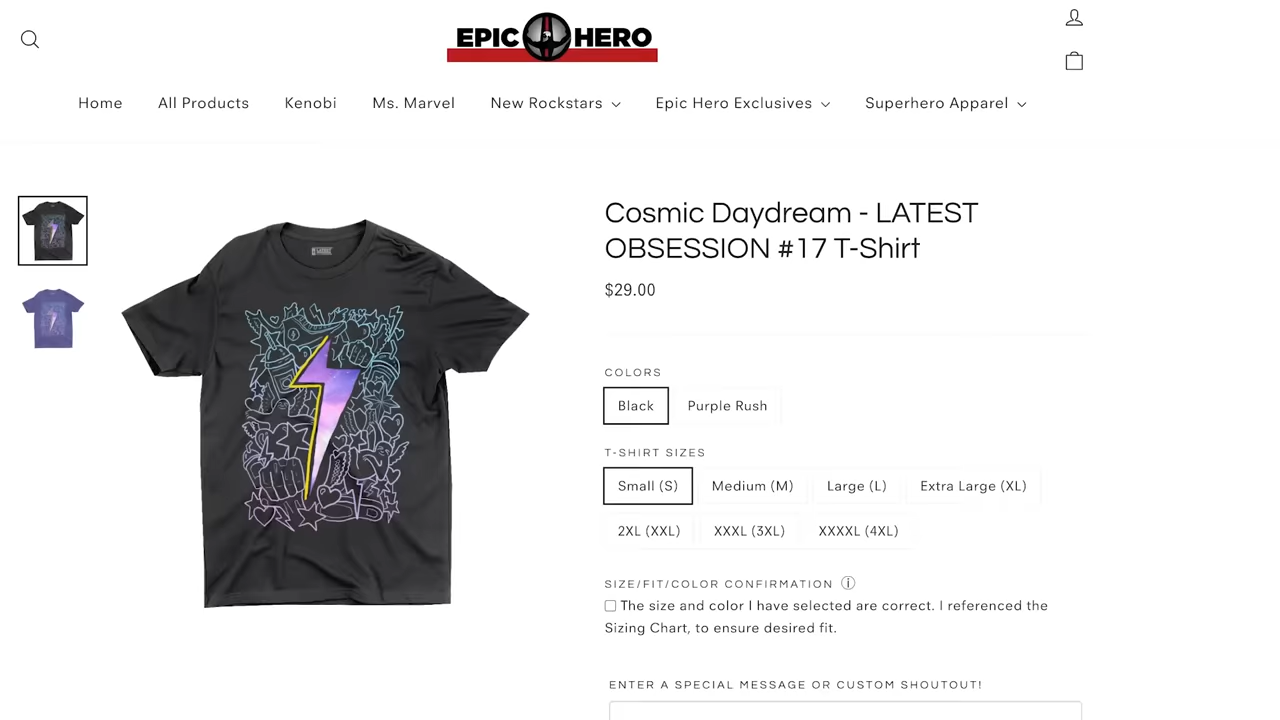 EPIC HERO
Home All Products Kenobi Ms. Marvel New Rockstars Epic Hero Exclusives Superhero Apparel
Cosmic Daydream - LATEST
OBSESSION #17 T-Shirt
$29.00
COLORS
Black Purple Rush
T-SHIRT SIZES
Small (S) Medium (M) Large (L) Extra Large (XL)
2XL (XXL) XXXL (3XL) XXXXL (4XL)
SIZE/FIT/COLOR CONFIRMATION
The size and color I have selected are correct. I referenced the
Sizing Chart, to ensure desired fit.
ENTER A SPECIAL MESSAGE OR CUSTOM SHOUTOUT!